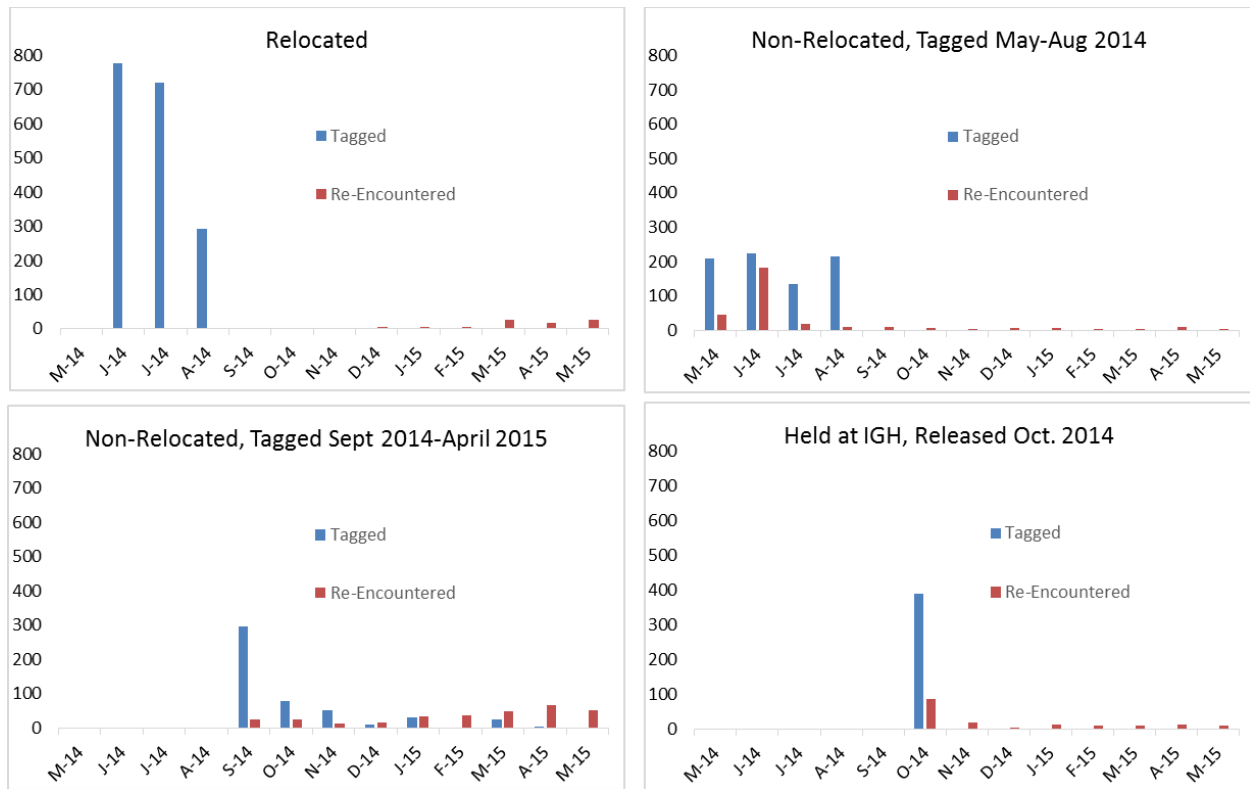 Relocated
800
700
600
500
400
300
200
100
0
Tagged
Re-Encountered
M-14 J-14 J-14 A-14 S-14 O-14 N-14 D-14 J-15 F-15 M-15 A-15 M-15
Non-Relocated, Tagged May-Aug 2014
800
700
600
500
400
300
200
100
0
Tagged
Re-Encountered
M-14 J-14 J-14 A-14 S-14 O-14 N-14 D-14 J-15 F-15 M-15 A-15 M-15
Non-Relocated, Tagged Sept 2014-April 2015
800
700
600
500
400
300
200
100
0
Tagged
Re-Encountered
M-14 J-14 J-14 A-14 S-14 O-14 N-14 D-14 J-15 F-15 M-15 A-15 M-15
Held at IGH, Released Oct. 2014
800
700
600
500
400
300
200
100
0
Tagged
Re-Encountered
M-14 J-14 J-14 A-14 S-14 O-14 N-14 D-14 J-15 F-15 M-15 A-15 M-15